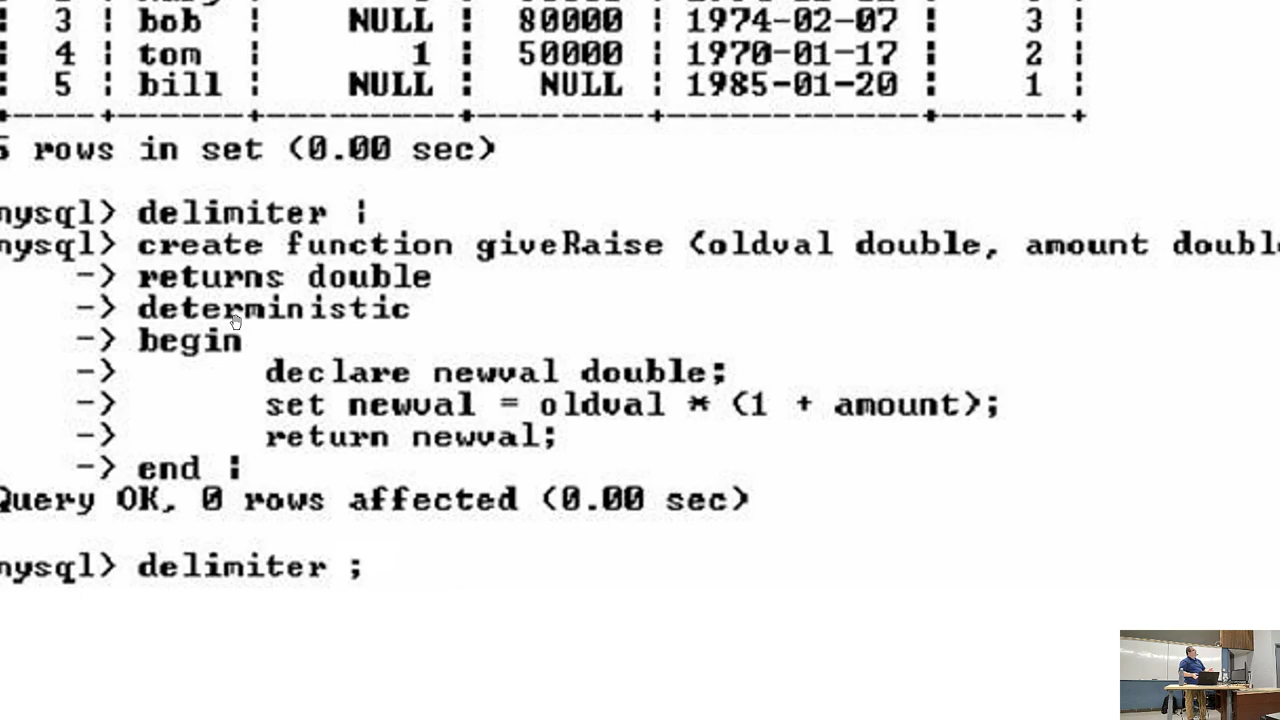 3 | bob | NULL | 80000 | 1974-02-07 | 3 |
4 | tom | 1 | 50000 | 1970-01-17 | 2 |
5 | bill | NULL | NULL | 1985-01-20 | 1 |
5 rows in set (0.00 sec)
mysql> delimiter |
mysql> create function giveRaise (oldval double, amount double
-> returns double
-> deterministic
-> begin
-> declare newval double;
-> set newval = oldval * (1 + amount);
-> return newval;
-> end |
Query OK, 0 rows affected (0.00 sec)
mysql> delimiter ;